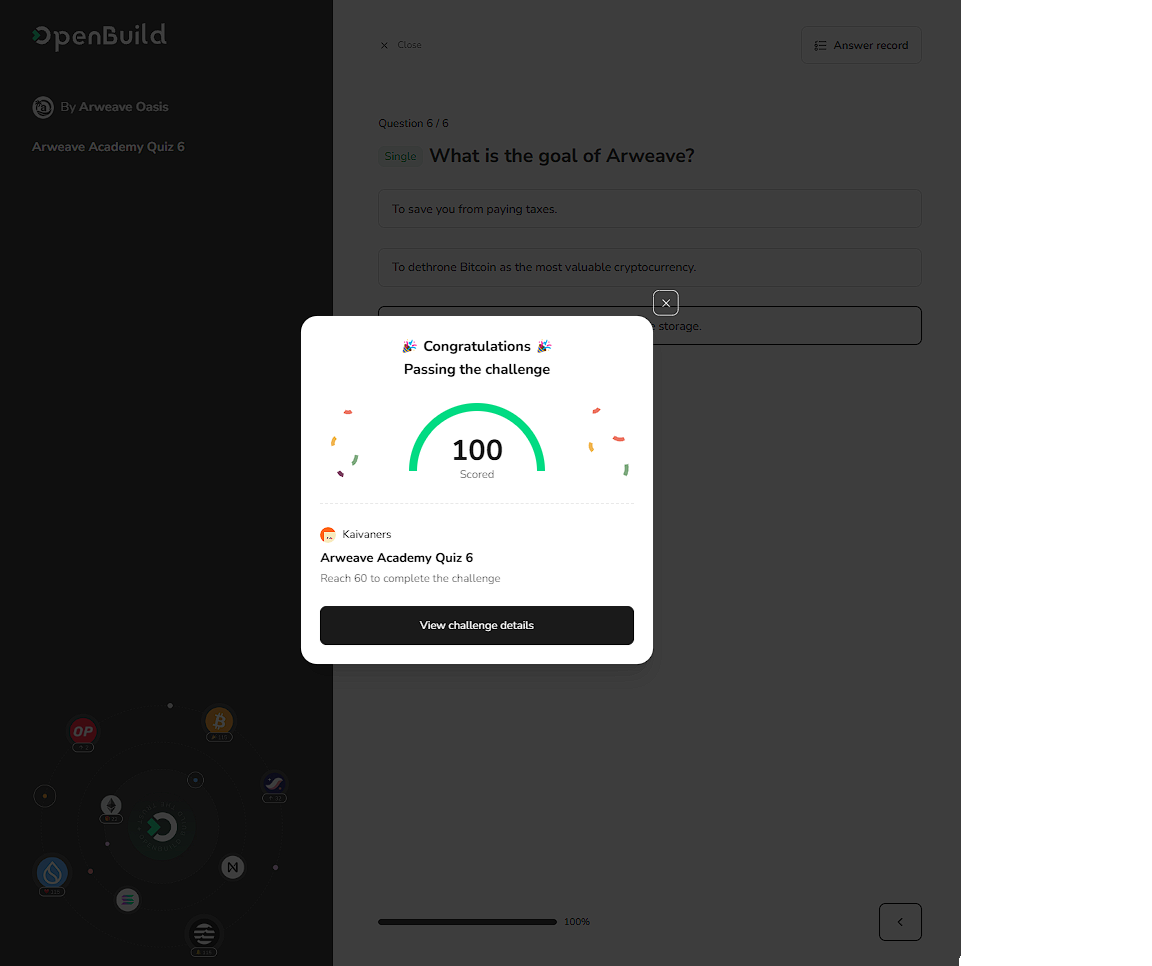 OpenBuild
By Arweave Oasis
Arweave Academy Quiz 6
Close
Answer record
Question 6 / 6
Single What is the goal of Arweave?
To save you from paying taxes.
To dethrone Bitcoin as the most valuable cryptocurrency.
storage.
Congratulations
Passing the challenge
100
Scored
Kaivaners
Arweave Academy Quiz 6
Reach 60 to complete the challenge
View challenge details
OP
100%